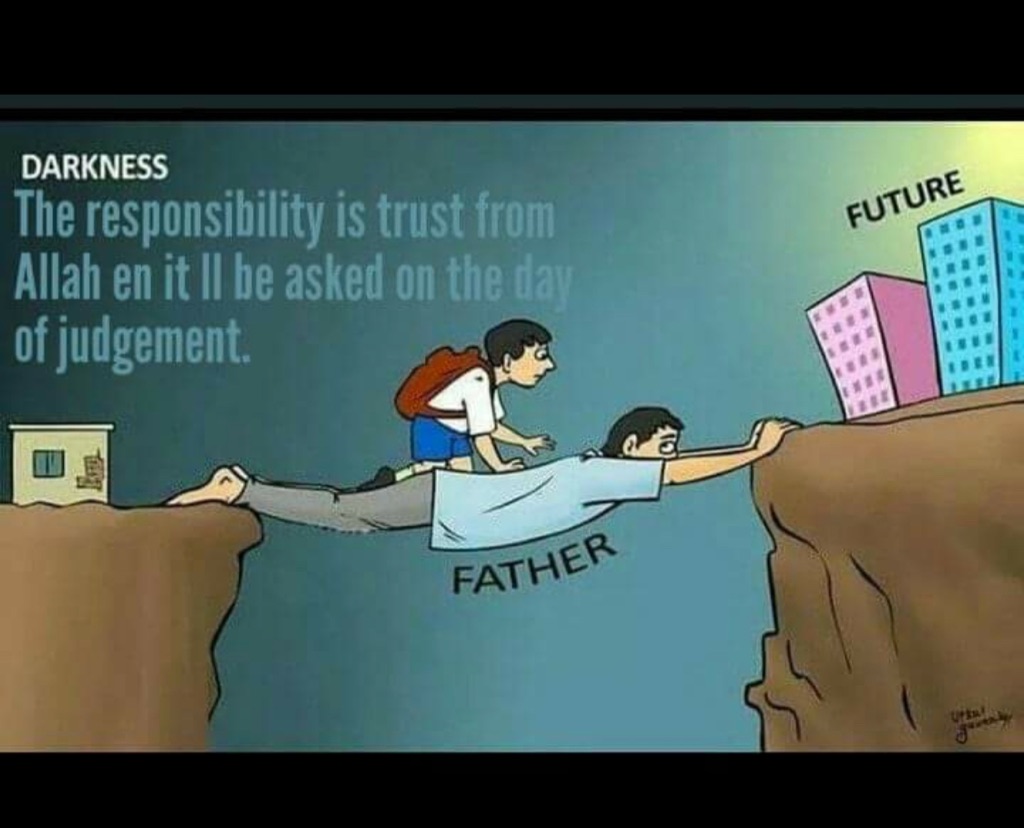 DARKNESS
The responsibility is trust from
Allah en it ll be asked on the day
of judgement.
FUTURE
FATHER